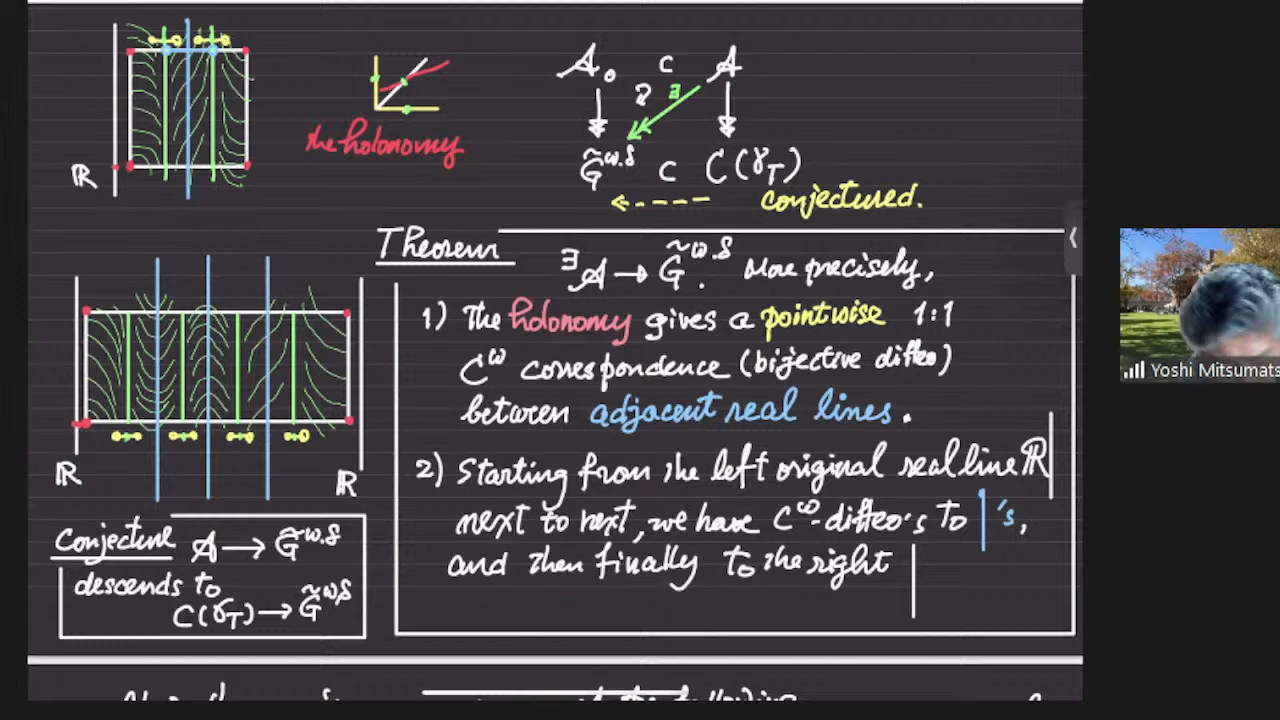 ℝ
the holonomy
𝒜₀ ⊂ 𝒜
∃
G̃^ω,δ ⊂ C(γ_T)
conjectured.
Theorem
∃ 𝒜 → G̃^ω,δ. More precisely,
1) The holonomy gives a pointwise 1:1
C^ω correspondence (bijective diffeo)
between adjacent real lines.
2) Starting from the left original real line ℝ
next to next, we have C^ω-diffeo's to |'s,
and then finally to the right |
ℝ
ℝ
Conjecture 𝒜 → G̃^ω,δ
descends to
C(γ_T) → G̃^ω,δ
Yoshi Mitsumats